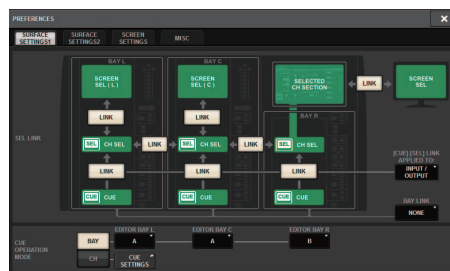 PREFERENCES
SURFACE SETTINGS1
SURFACE SETTINGS2
SCREEN SETTINGS
MISC
BAY L
BAY C
SCREEN SEL ( L )
SCREEN SEL ( C )
SELECTED CH SECTION
LINK
SCREEN SEL
LINK
LINK
LINK
BAY R
SEL LINK
SEL CH SEL
LINK
SEL CH SEL
LINK
SEL CH SEL
[CUE] [SEL] LINK APPLIED TO:
LINK
LINK
LINK
INPUT / OUTPUT
CUE CUE
CUE CUE
CUE CUE
BAY LINK
NONE
CUE OPERATION MODE
EDITOR BAY L
EDITOR BAY C
EDITOR BAY R
BAY
A
A
B
CH
CUE SETTINGS